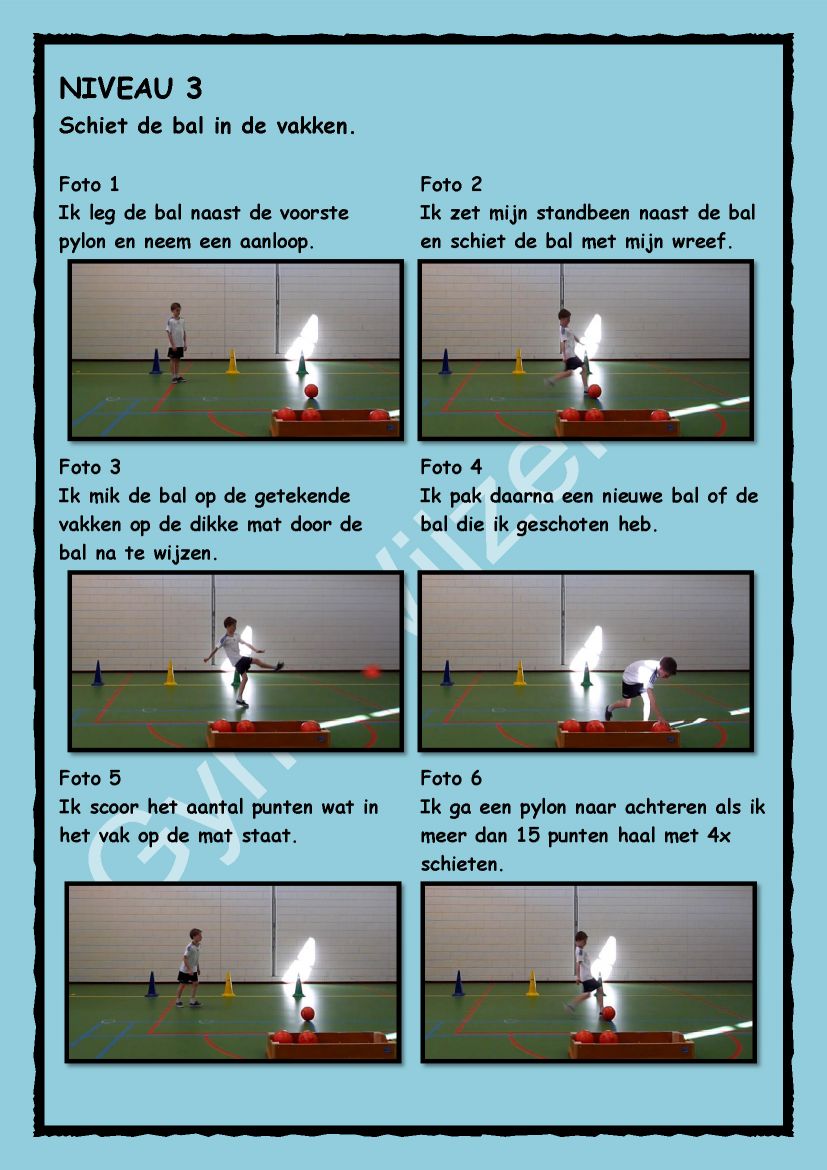 NIVEAU 3
Schiet de bal in de vakken.
Foto 1
Ik leg de bal naast de voorste
pylon en neem een aanloop.
Foto 2
Ik zet mijn standbeen naast de bal
en schiet de bal met mijn wreef.
Foto 3
Ik mik de bal op de getekende
vakken op de dikke mat door de
bal na te wijzen.
Foto 4
Ik pak daarna een nieuwe bal of de
bal die ik geschoten heb.
Foto 5
Ik scoor het aantal punten wat in
het vak op de mat staat.
Foto 6
Ik ga een pylon naar achteren als ik
meer dan 15 punten haal met 4x
schieten.